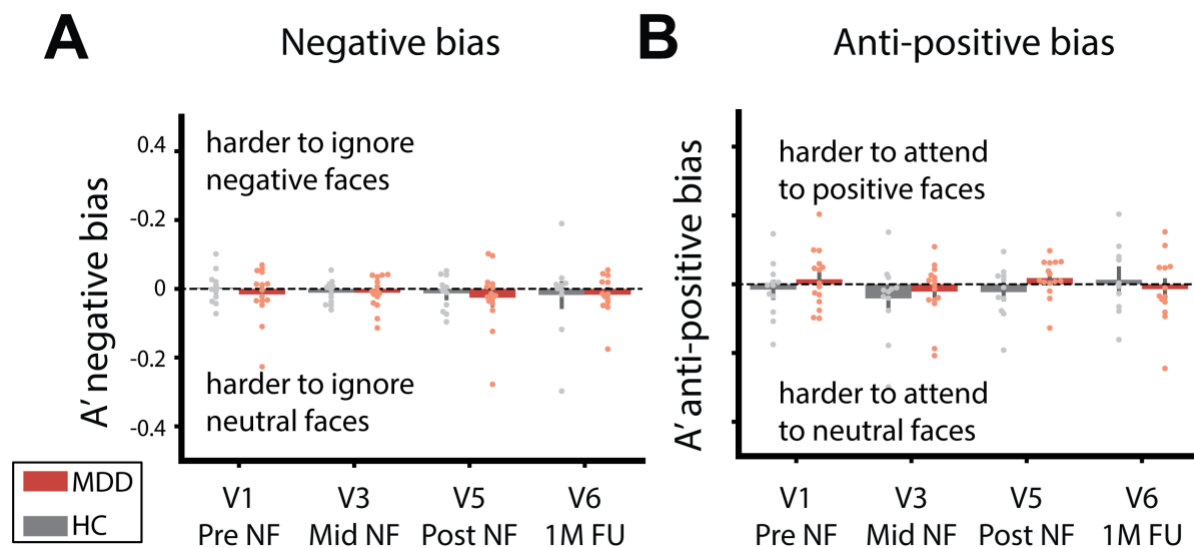 A
Negative bias
A′ negative bias
0.4
-0.2
0
-0.2
-0.4
harder to ignore
negative faces
harder to ignore
neutral faces
V1
Pre NF
V3
Mid NF
V5
Post NF
V6
1M FU
MDD
HC
B
Anti-positive bias
A′ anti-positive bias
harder to attend
to positive faces
harder to attend
to neutral faces
V1
Pre NF
V3
Mid NF
V5
Post NF
V6
1M FU